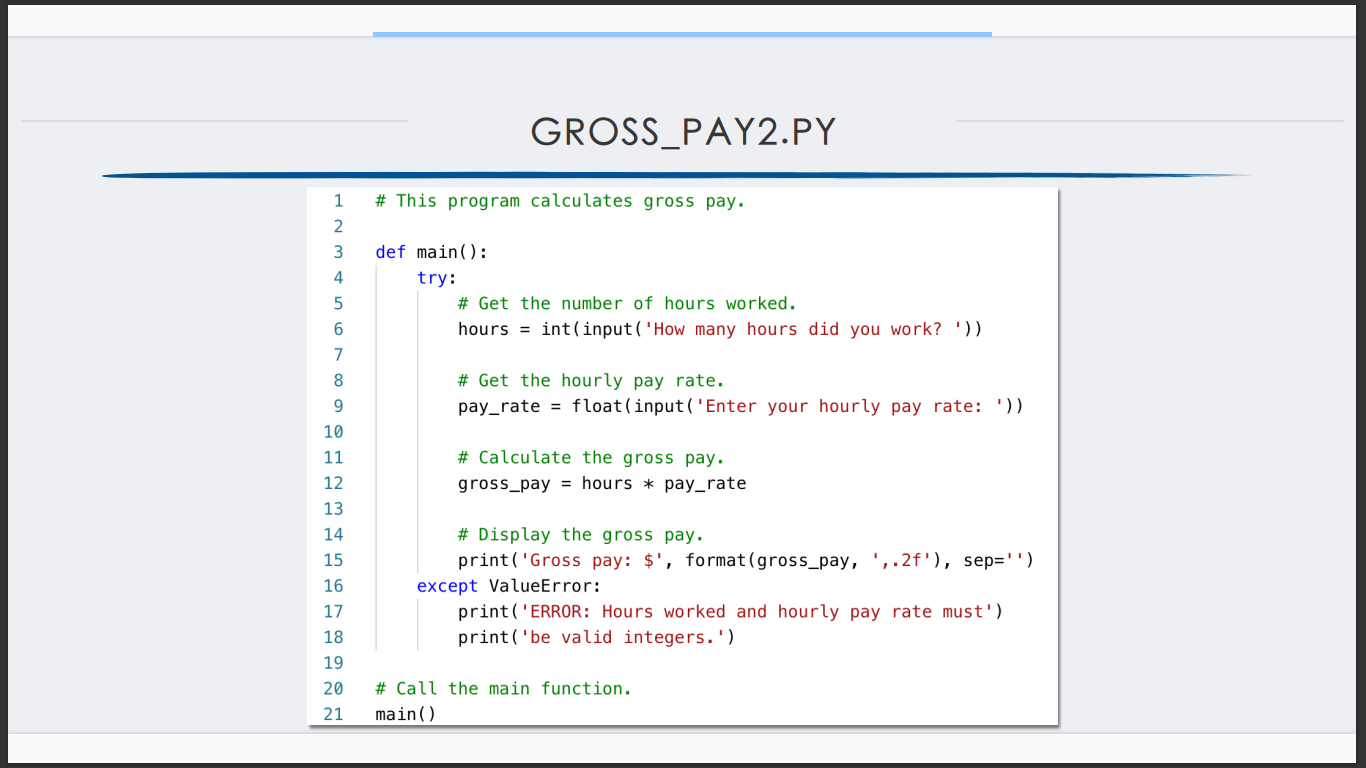 GROSS_PAY2.PY
1 # This program calculates gross pay.
2
3 def main():
4     try:
5         # Get the number of hours worked.
6         hours = int(input('How many hours did you work? '))
7
8         # Get the hourly pay rate.
9         pay_rate = float(input('Enter your hourly pay rate: '))
10
11         # Calculate the gross pay.
12         gross_pay = hours * pay_rate
13
14         # Display the gross pay.
15         print('Gross pay: $', format(gross_pay, ',.2f'), sep='')
16     except ValueError:
17         print('ERROR: Hours worked and hourly pay rate must')
18         print('be valid integers.')
19
20 # Call the main function.
21 main()